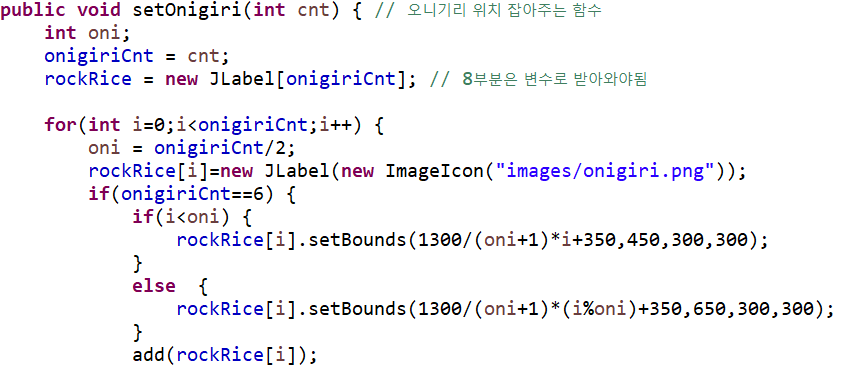 public void setOnigiri(int cnt) { // 오니기리 위치 잡아주는 함수
    int oni;
    onigiriCnt = cnt;
    rockRice = new JLabel[onigiriCnt]; // 8부분은 변수로 받아와야됨

    for(int i=0;i<onigiriCnt;i++) {
        oni = onigiriCnt/2;
        rockRice[i]=new JLabel(new ImageIcon("images/onigiri.png"));
        if(onigiriCnt==6) {
            if(i<oni) {
                rockRice[i].setBounds(1300/(oni+1)*i+350,450,300,300);
            }
            else  {
                rockRice[i].setBounds(1300/(oni+1)*(i%oni)+350,650,300,300);
            }
            add(rockRice[i]);